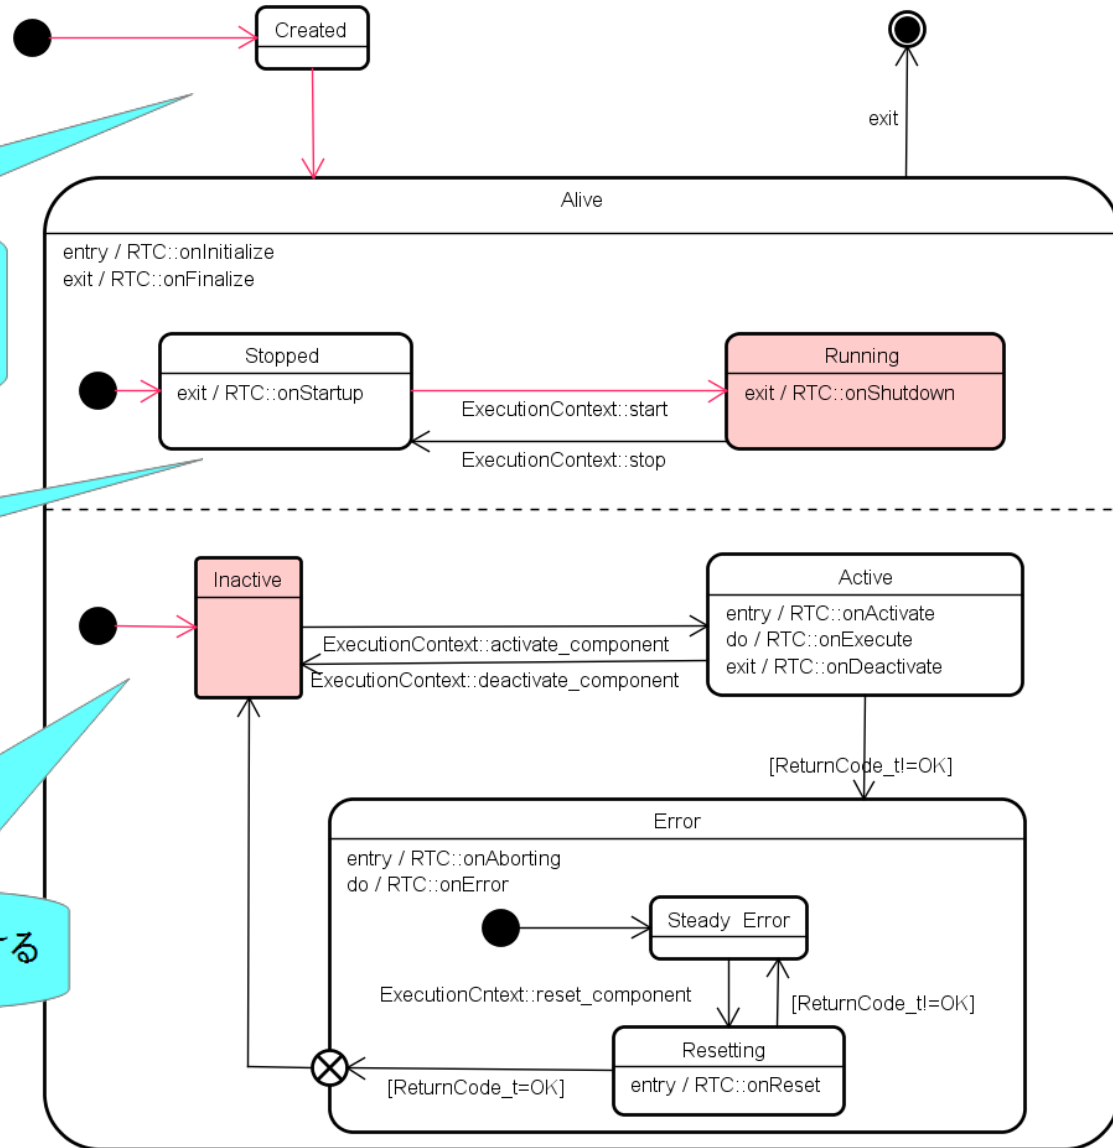 Created
exit
Alive
entry / RTC::onInitialize
exit / RTC::onFinalize
Stopped
exit / RTC::onStartup
Running
exit / RTC::onShutdown
ExecutionContext::start
ExecutionContext::stop
Inactive
Active
entry / RTC::onActivate
do / RTC::onExecute
exit / RTC::onDeactivate
ExecutionContext::activate_component
ExecutionContext::deactivate_component
[ReturnCode_t!=OK]
Error
entry / RTC::onAborting
do / RTC::onError
Steady Error
る
ExecutionCntext::reset_component
[ReturnCode_t!=OK]
Resetting
entry / RTC::onReset
[ReturnCode_t=OK]